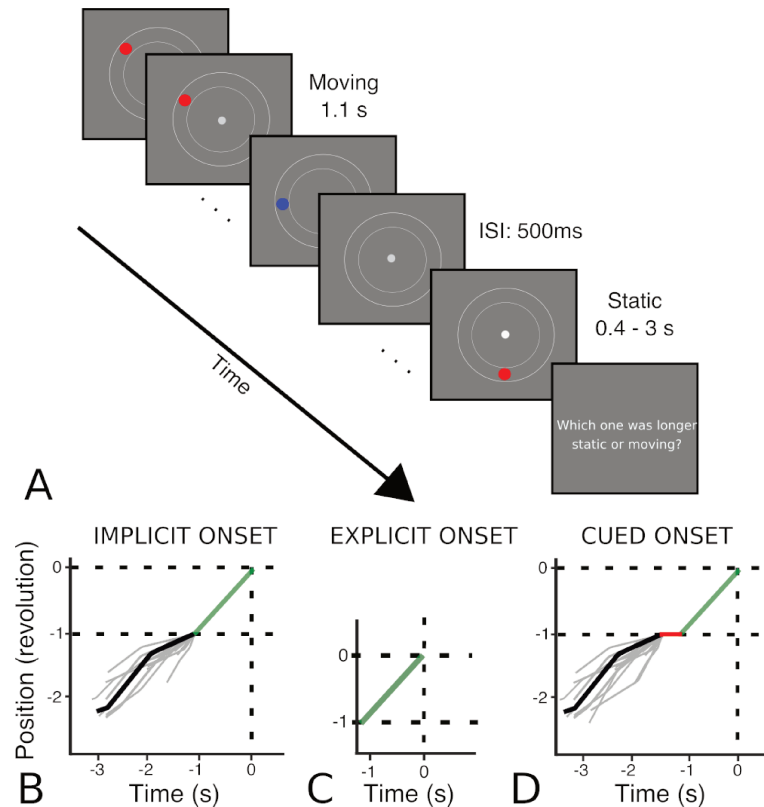 Moving
1.1 s
ISI: 500ms
Static
0.4 - 3 s
Time
Which one was longer
static or moving?
A
IMPLICIT ONSET
EXPLICIT ONSET
CUED ONSET
Position (revolution)
0
-1
-2
-3
-2
-1
0
Time (s)
B
0
-1
-1
0
Time (s)
C
0
-1
-2
-3
-2
-1
0
Time (s)
D